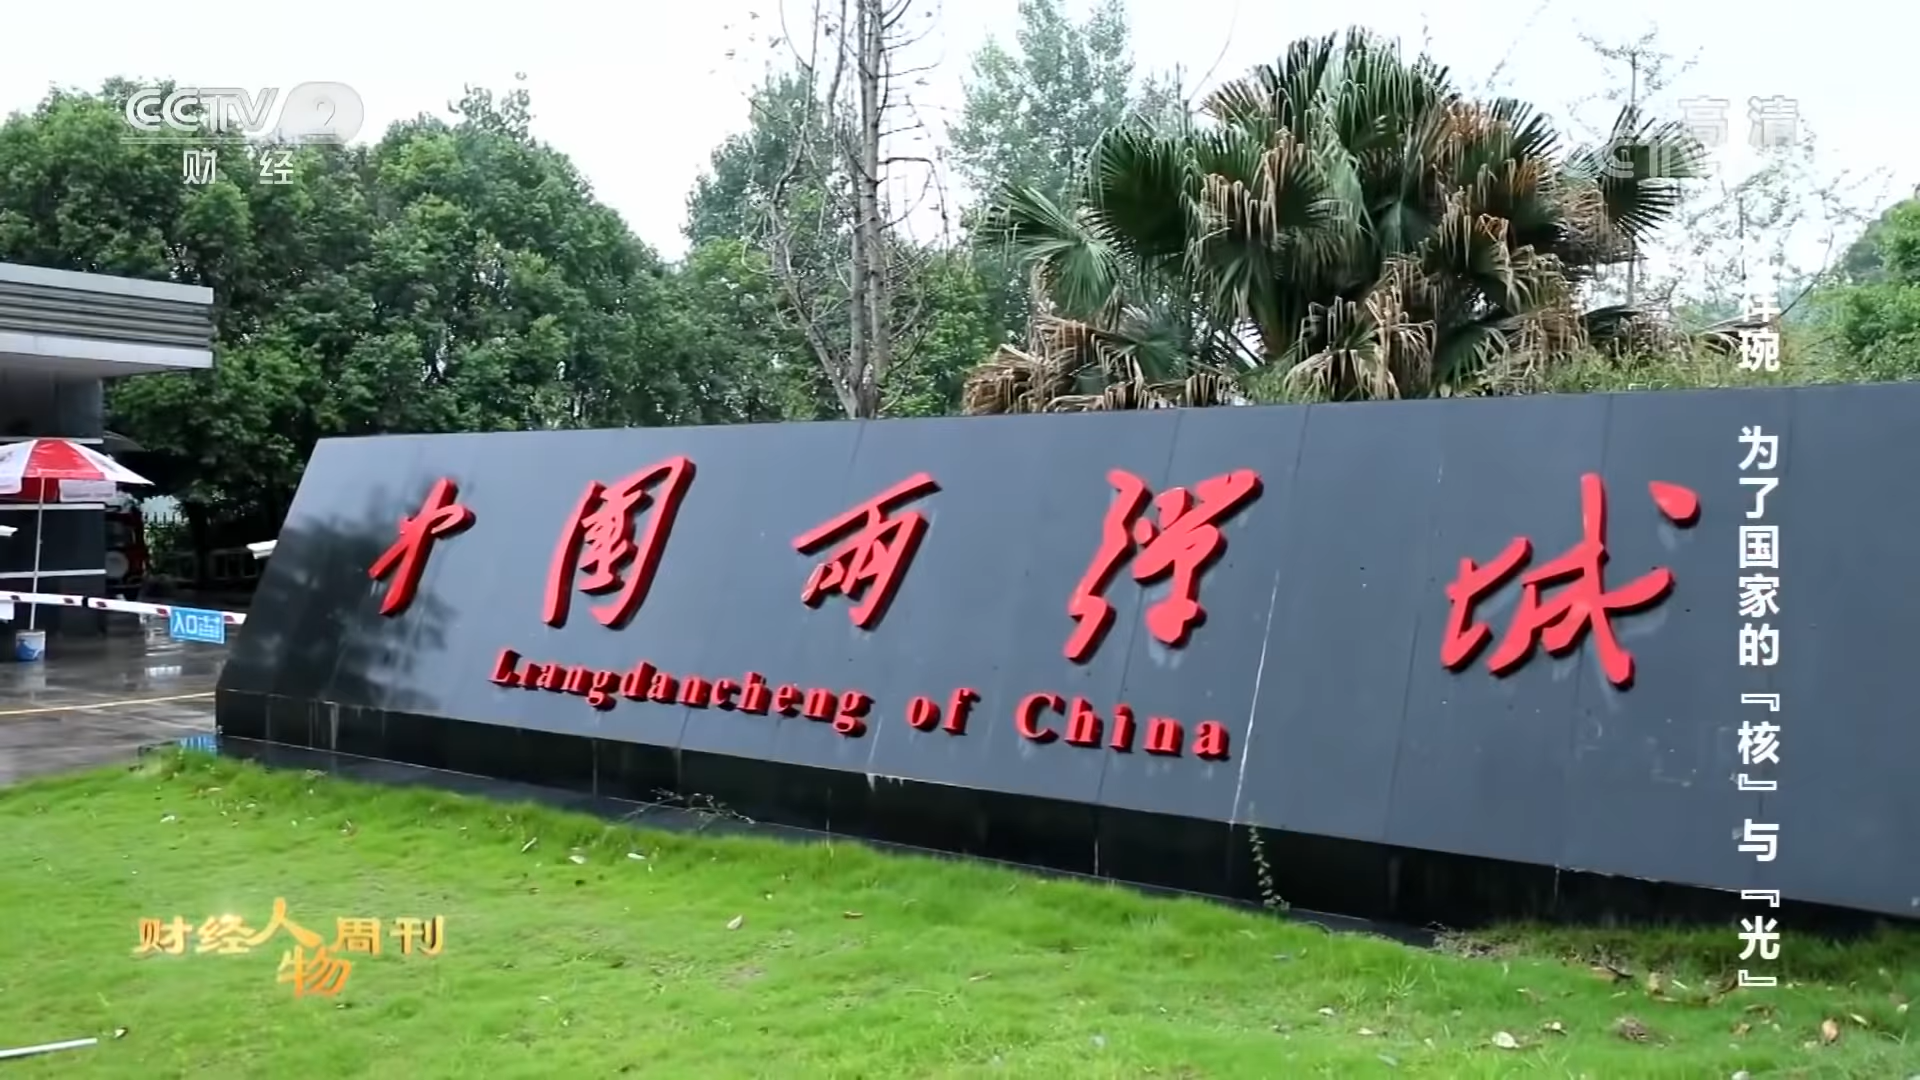 CCTV 2
财经
高清
CCTV
中国两弹城
Liangdancheng of China
入口
琬 为了国家的『核』与『光』
财经人物周刊